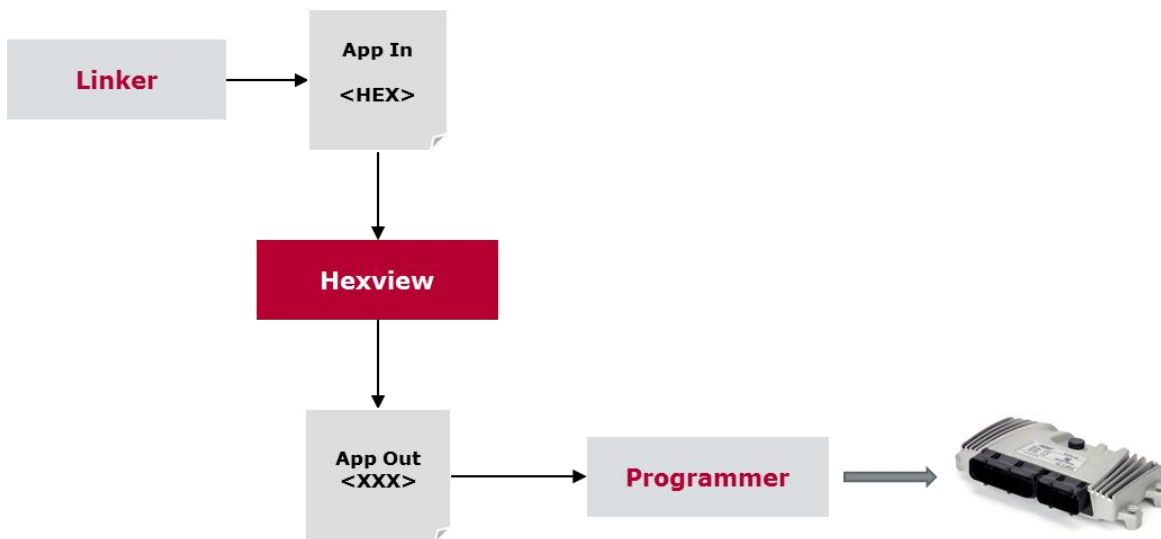 Linker
App In
<HEX>
Hexview
App Out
<XXX>
Programmer